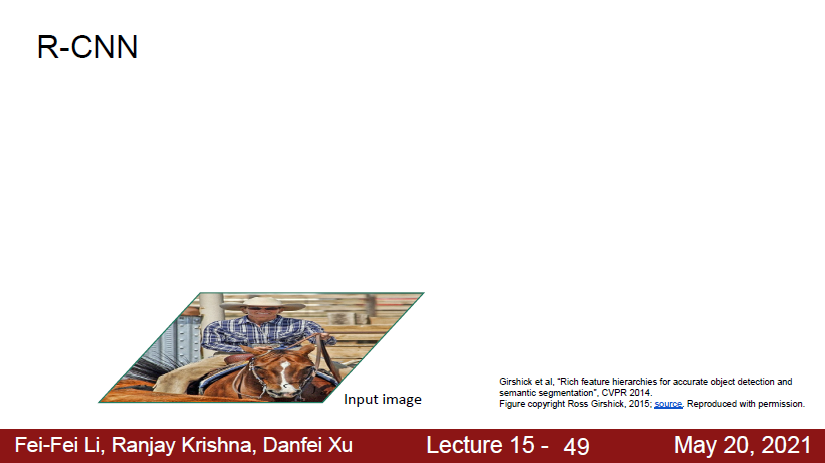 R-CNN
Input image
Girshick et al, "Rich feature hierarchies for accurate object detection and
semantic segmentation", CVPR 2014.
Figure copyright Ross Girshick, 2015; source. Reproduced with permission.
Fei-Fei Li, Ranjay Krishna, Danfei Xu
Lecture 15 - 49
May 20, 2021